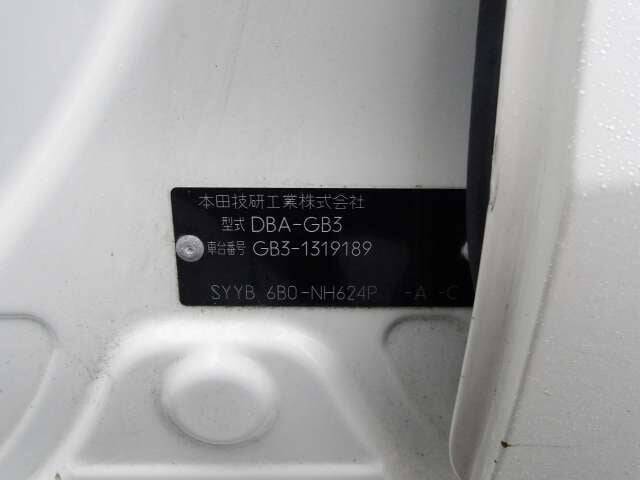 本田技研工業株式会社
型式 DBA-GB3
車台番号 GB3-1319189
SYYB 6B0-NH624P -A -C